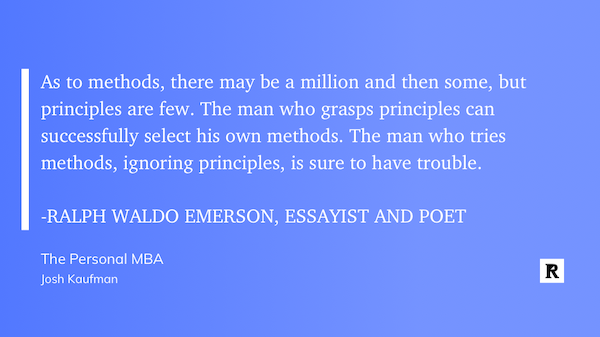 As to methods, there may be a million and then some, but
principles are few. The man who grasps principles can
successfully select his own methods. The man who tries
methods, ignoring principles, is sure to have trouble.
-RALPH WALDO EMERSON, ESSAYIST AND POET
The Personal MBA
Josh Kaufman
R